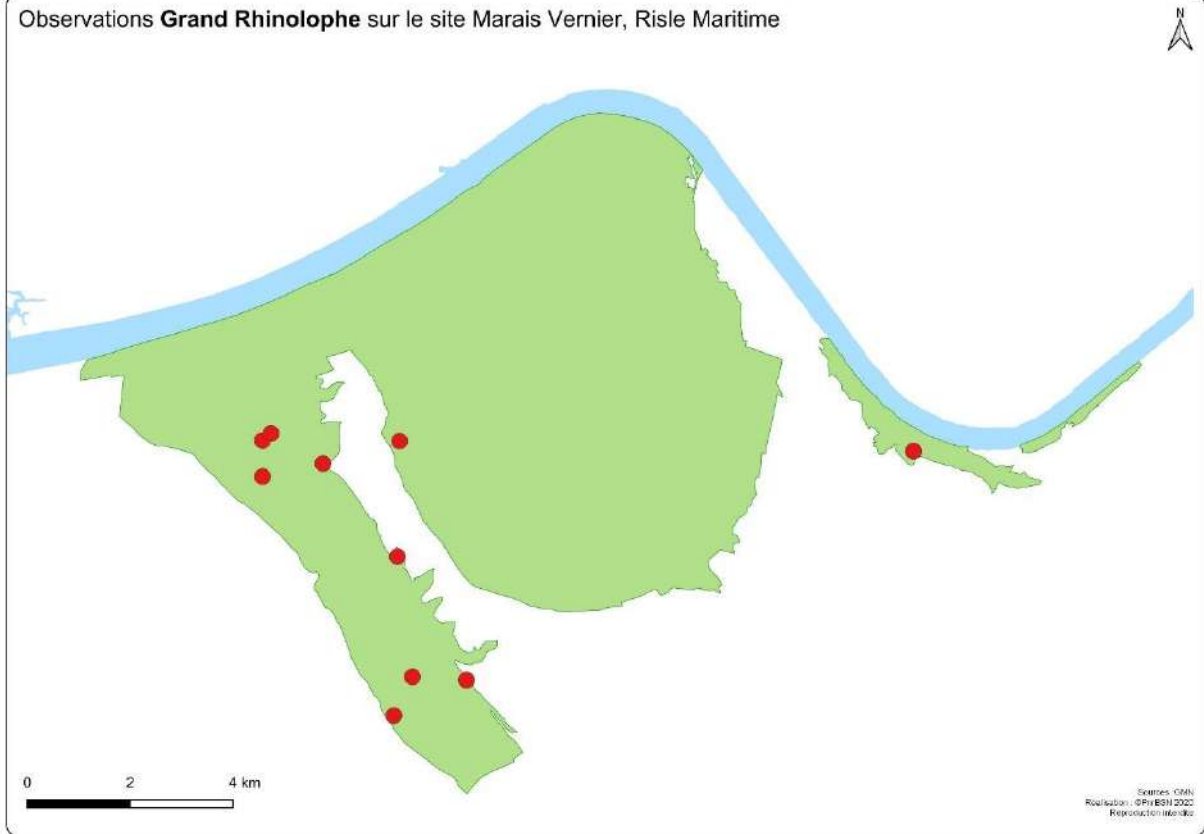 Observations Grand Rhinolophe sur le site Marais Vernier, Risle Maritime
N
0 2 4 km
Sources : GMN
Réalisation : ©PnrBSN 2020
Reproduction interdite